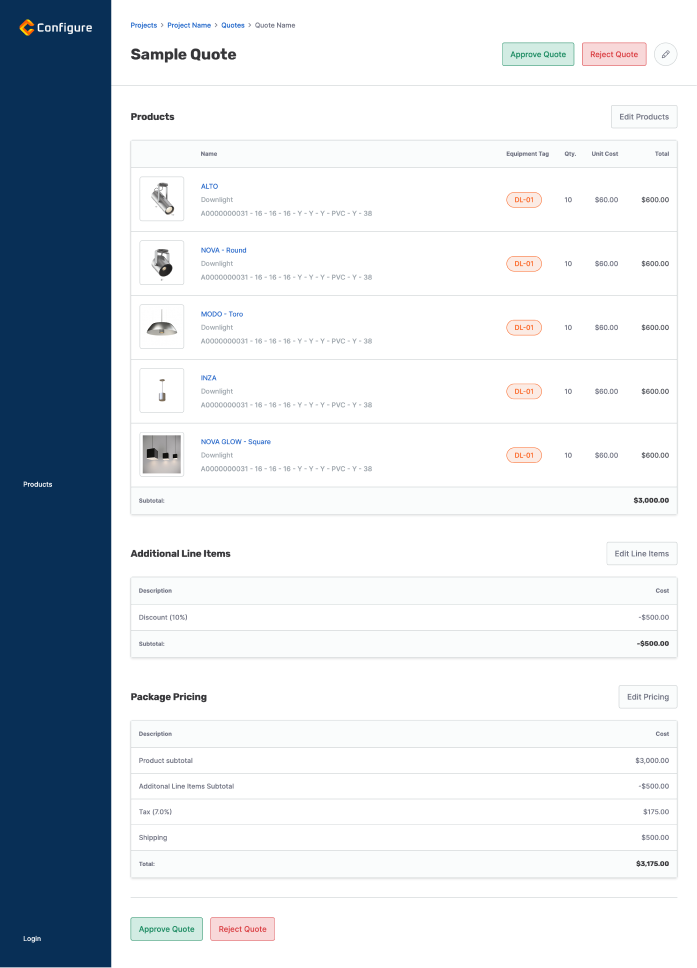 Configure
Products
Login
Projects > Project Name > Quotes > Quote Name
Sample Quote
Approve Quote
Reject Quote
Products
Edit Products
Name Equipment Tag Qty. Unit Cost Total
ALTO
Downlight
A0000000031 - 16 - 16 - 16 - Y - Y - Y - PVC - Y - 38
DL-01 10 $60.00 $600.00
NOVA - Round
Downlight
A0000000031 - 16 - 16 - 16 - Y - Y - Y - PVC - Y - 38
DL-01 10 $60.00 $600.00
MODO - Toro
Downlight
A0000000031 - 16 - 16 - 16 - Y - Y - Y - PVC - Y - 38
DL-01 10 $60.00 $600.00
INZA
Downlight
A0000000031 - 16 - 16 - 16 - Y - Y - Y - PVC - Y - 38
DL-01 10 $60.00 $600.00
NOVA GLOW - Square
Downlight
A0000000031 - 16 - 16 - 16 - Y - Y - Y - PVC - Y - 38
DL-01 10 $60.00 $600.00
Subtotal: $3,000.00
Additional Line Items
Edit Line Items
Description Cost
Discount (10%) -$500.00
Subtotal: -$500.00
Package Pricing
Edit Pricing
Description Cost
Product subtotal $3,000.00
Additonal Line Items Subtotal -$500.00
Tax (7.0%) $175.00
Shipping $500.00
Total: $3,175.00
Approve Quote
Reject Quote